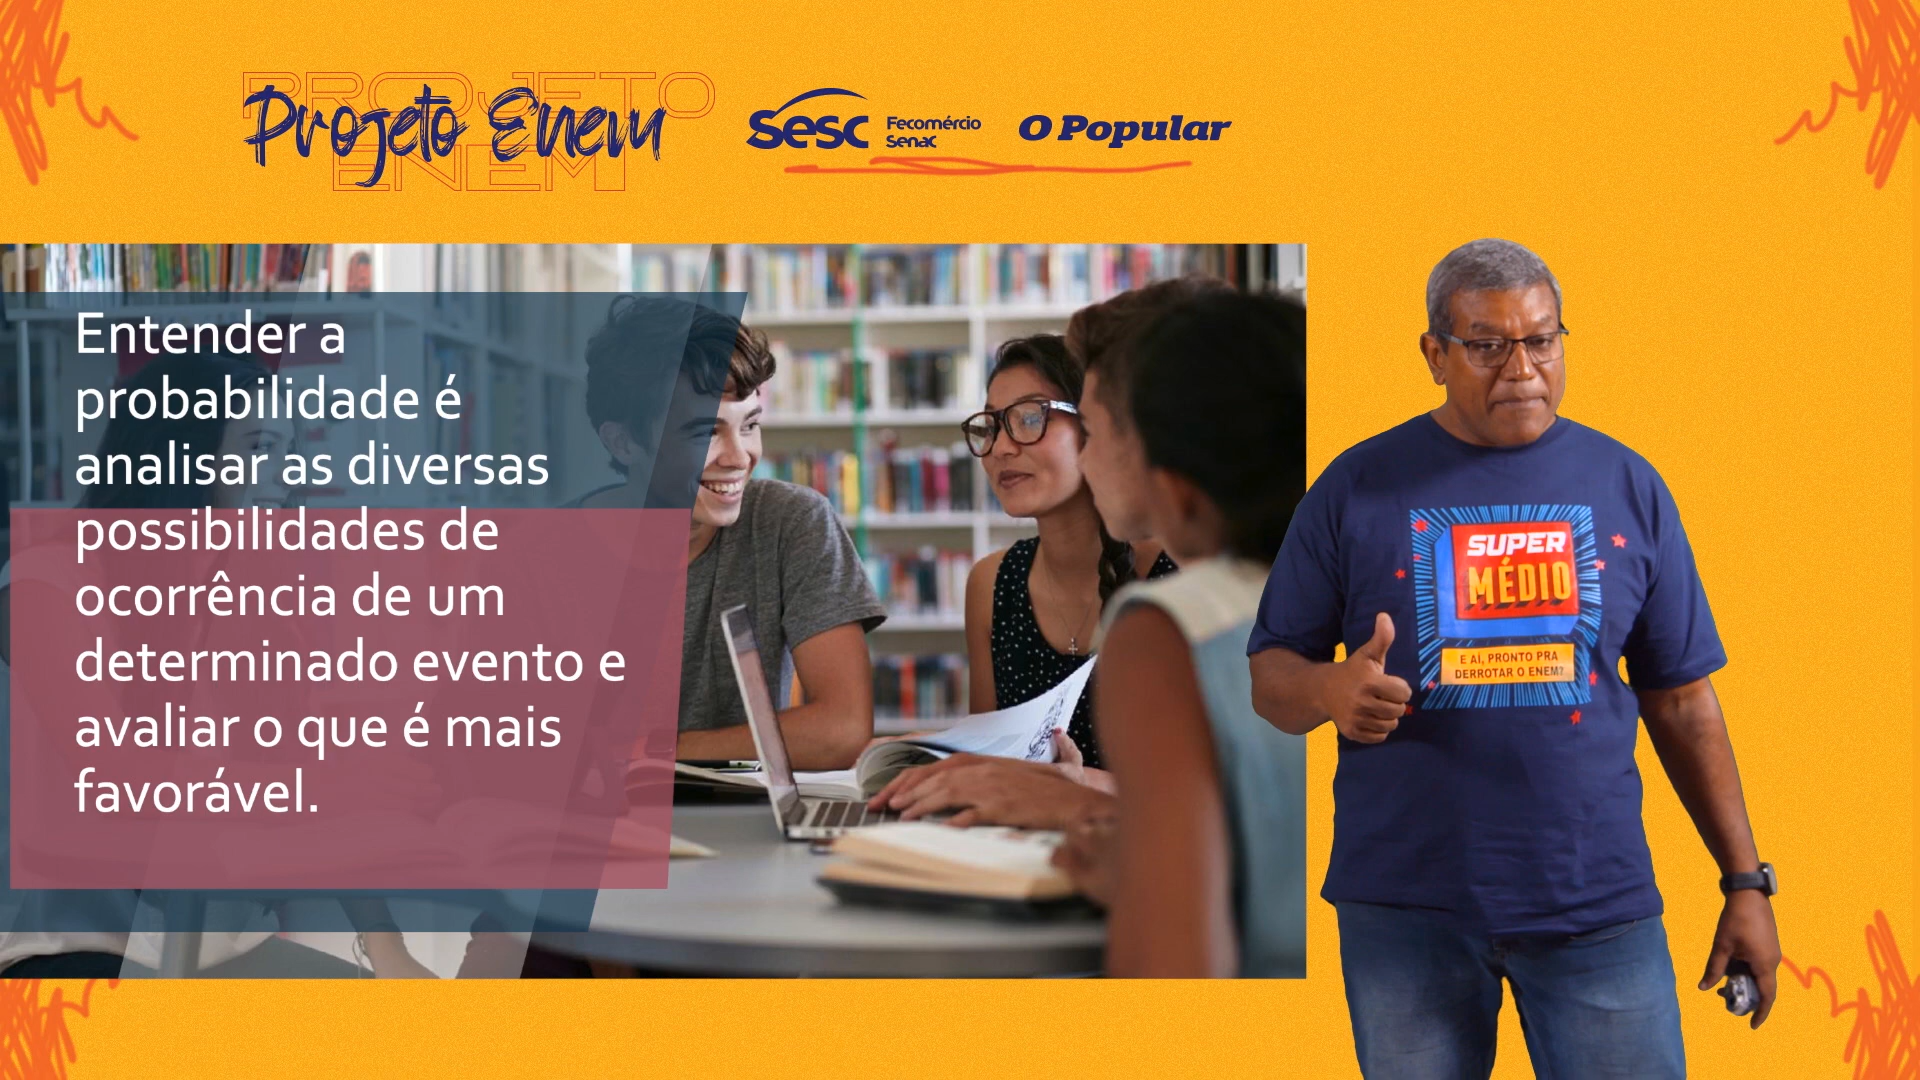 PROJETO
ENEM
Projeto Enem
Sesc
Fecomércio
Senac
O Popular
Entender a
probabilidade é
analisar as diversas
possibilidades de
ocorrência de um
determinado evento e
avaliar o que é mais
favorável.
SUPER
MÉDIO
E AÍ, PRONTO PRA
DERROTAR O ENEM?